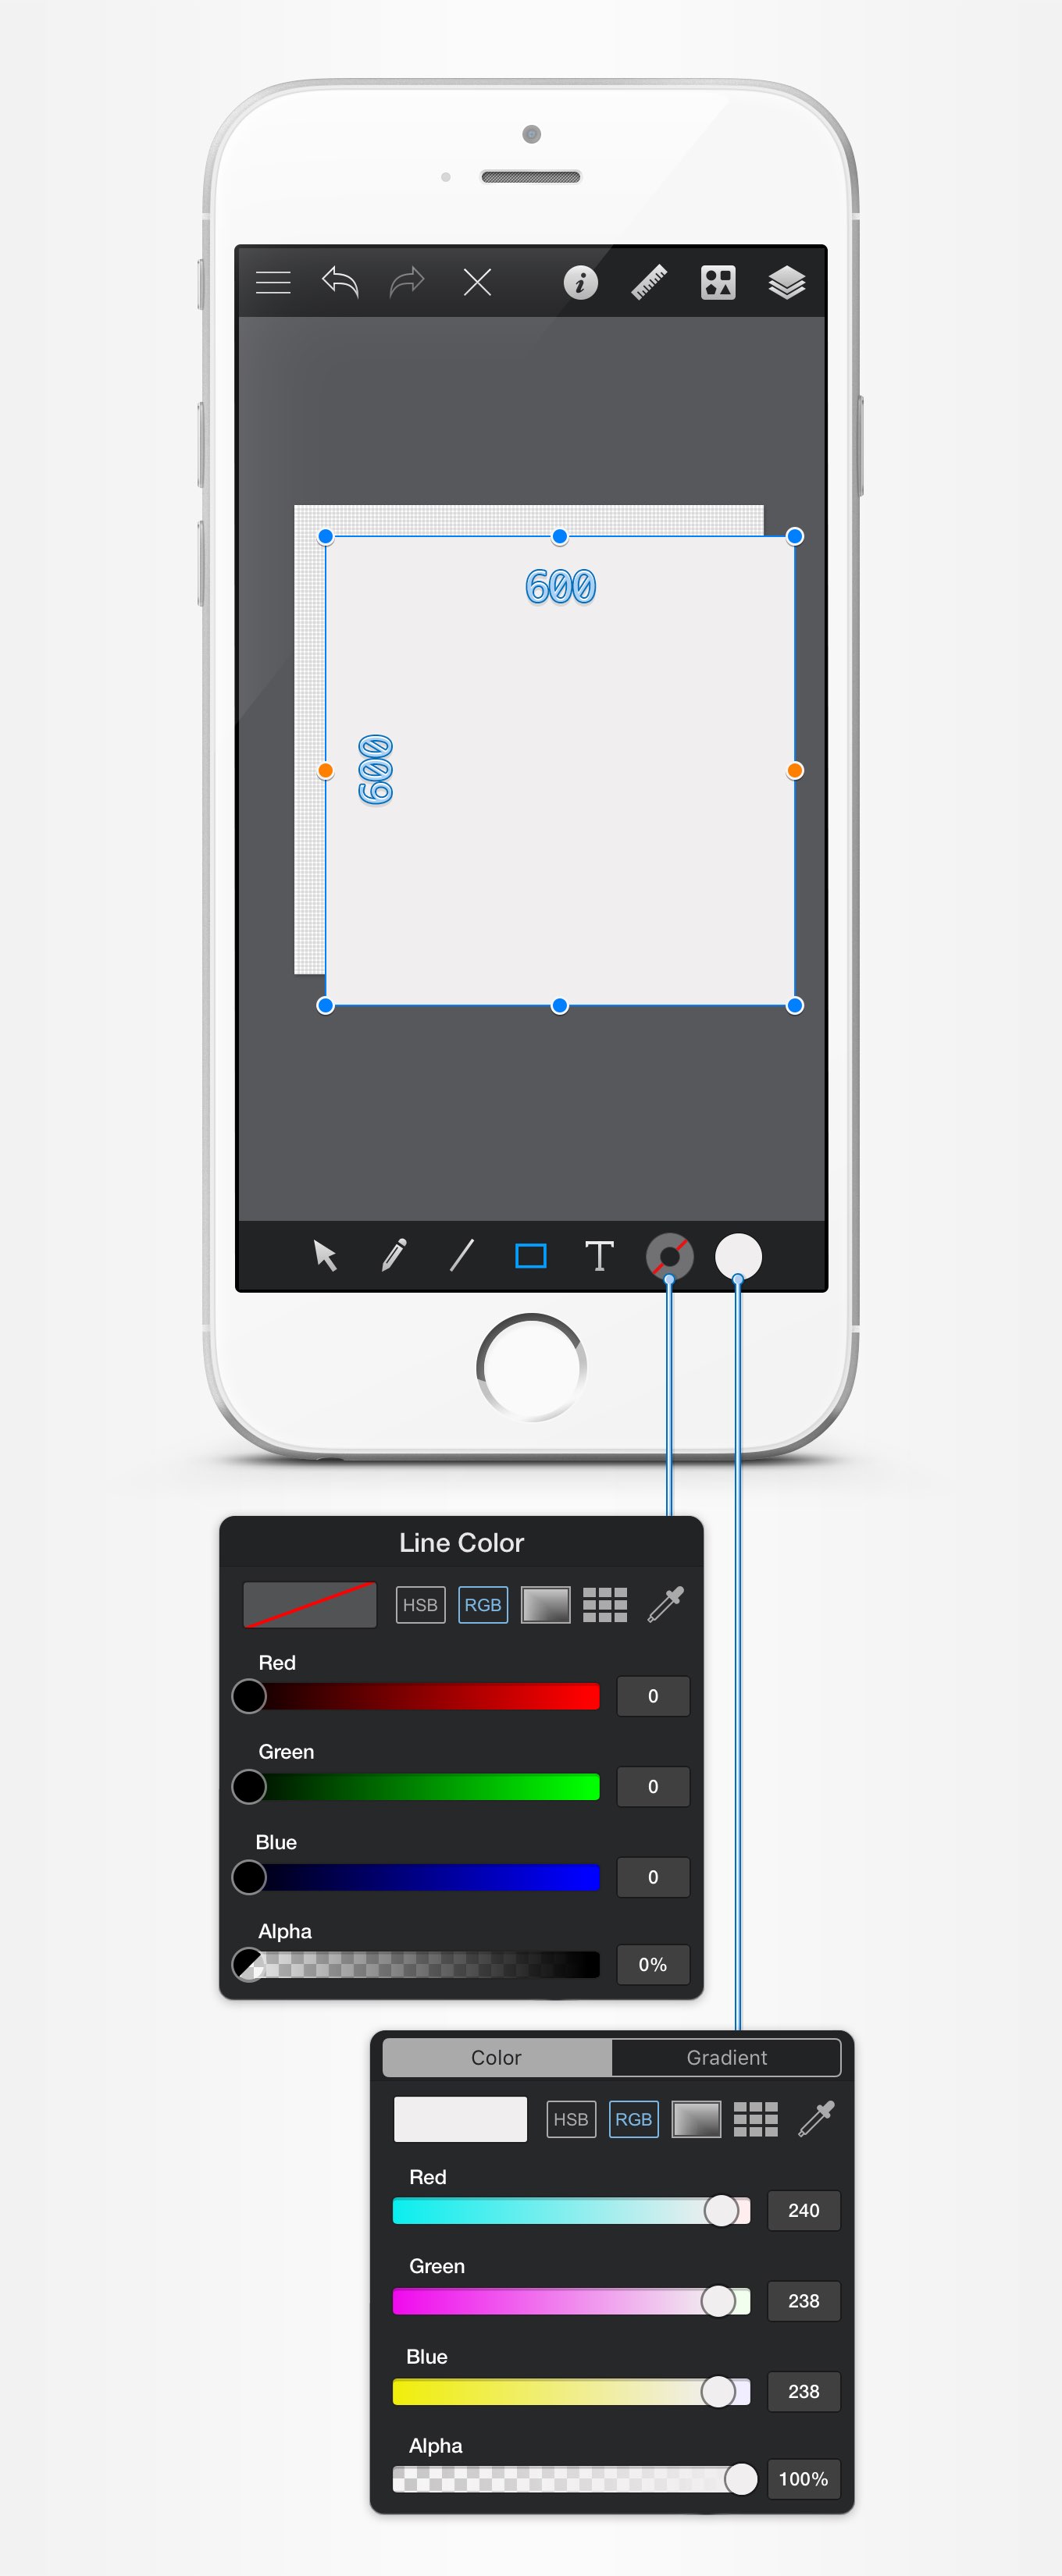 600
600
Line Color
HSB RGB
Red
0
Green
0
Blue
0
Alpha
0%
Color Gradient
HSB RGB
Red
240
Green
238
Blue
238
Alpha
100%